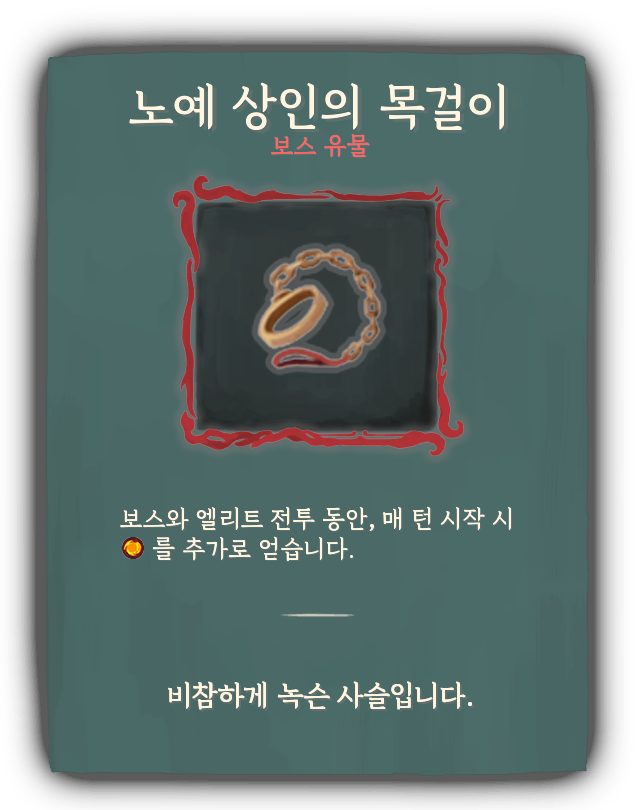 노예 상인의 목걸이
보스 유물
보스와 엘리트 전투 동안, 매 턴 시작 시
를 추가로 얻습니다.
비참하게 녹슨 사슬입니다.